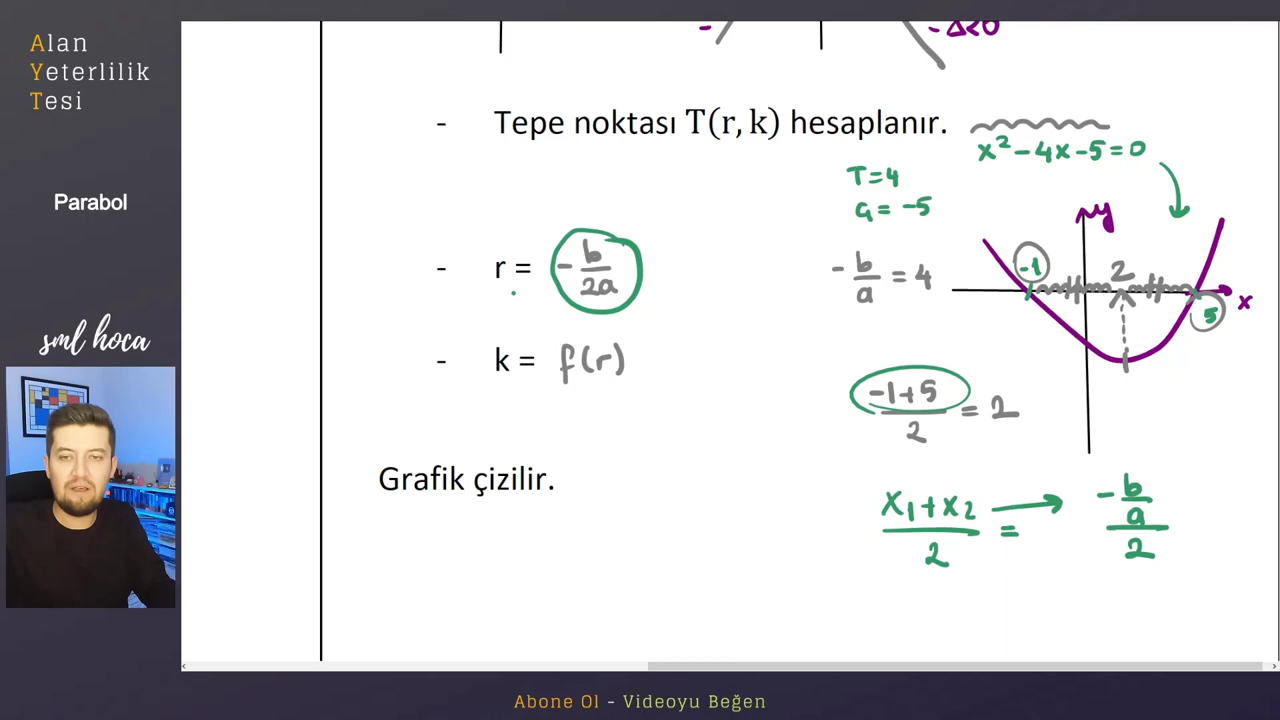 Alan
Yeterlilik
Tesi
Parabol
sml hoca
- Δ<0
- Tepe noktası T(r, k) hesaplanır.
x² - 4x - 5 = 0
T = 4
Ç = -5
- r = - b/2a
- b/a = 4
y
-1
2
5
x
- k = f(r)
(-1+5)/2 = 2
Grafik çizilir.
(x₁+x₂)/2 = → (-b/a)/2
Abone Ol - Videoyu Beğen